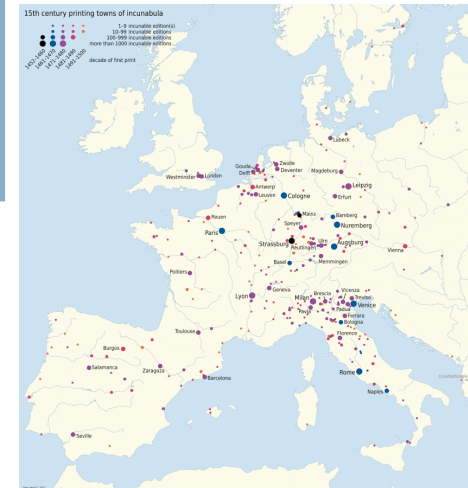 15th century printing towns of incunabula
1-9 incunable edition(s)
10-99 incunable editions
100-999 incunable editions
more than 1000 incunable editions
1452-1460
1461-1470
1471-1480
1481-1490
1491-1500
decade of first print
Lübeck
Gouda
Zwolle
Delft
Deventer
Magdeburg
Westminster
London
Leipzig
Antwerp
Louvain
Cologne
Erfurt
Rouen
Mainz
Bamberg
Speyer
Nuremberg
Paris
Strassburg
Ulm
Augsburg
Vienna
Reutlingen
Basel
Memmingen
Poitiers
Geneva
Lyon
Milan
Brescia
Vicenza
Treviso
Venice
Pavia
Padua
Ferrara
Bologna
Toulouse
Florence
Burgos
Salamanca
Zaragoza
Barcelona
Rome
Naples
Constantinople
Seville